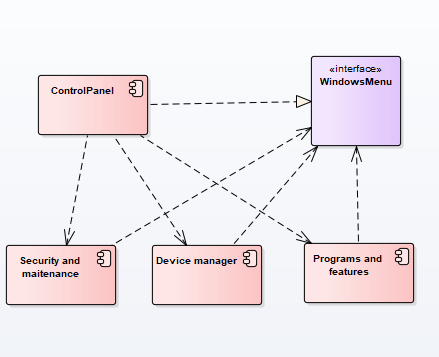 ControlPanel
«interface»
WindowsMenu
Security and
maitenance
Device manager
Programs and
features